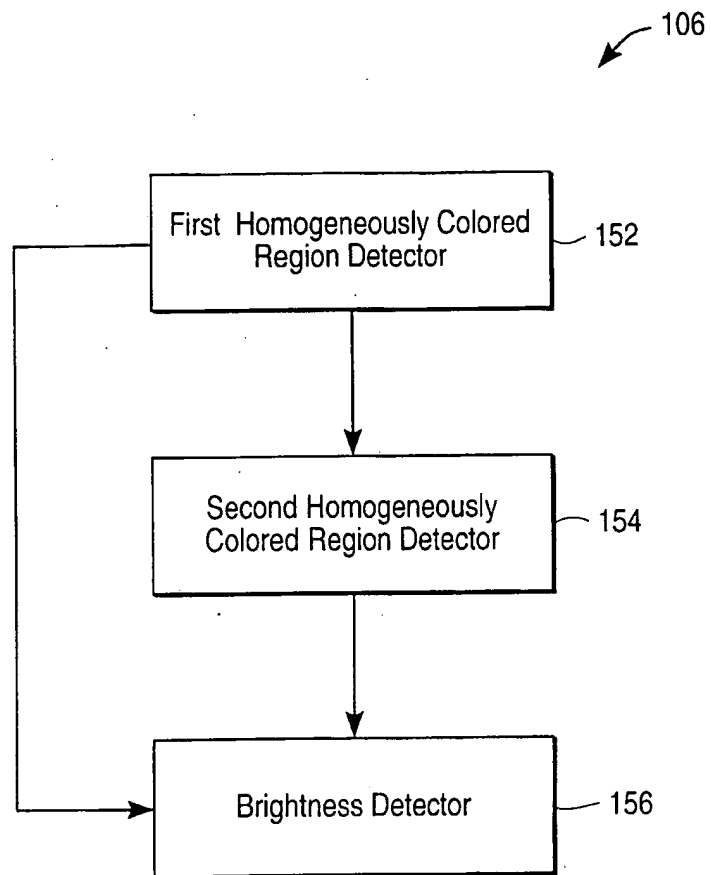 106
First Homogeneously Colored
Region Detector
152
Second Homogeneously
Colored Region Detector
154
Brightness Detector
156